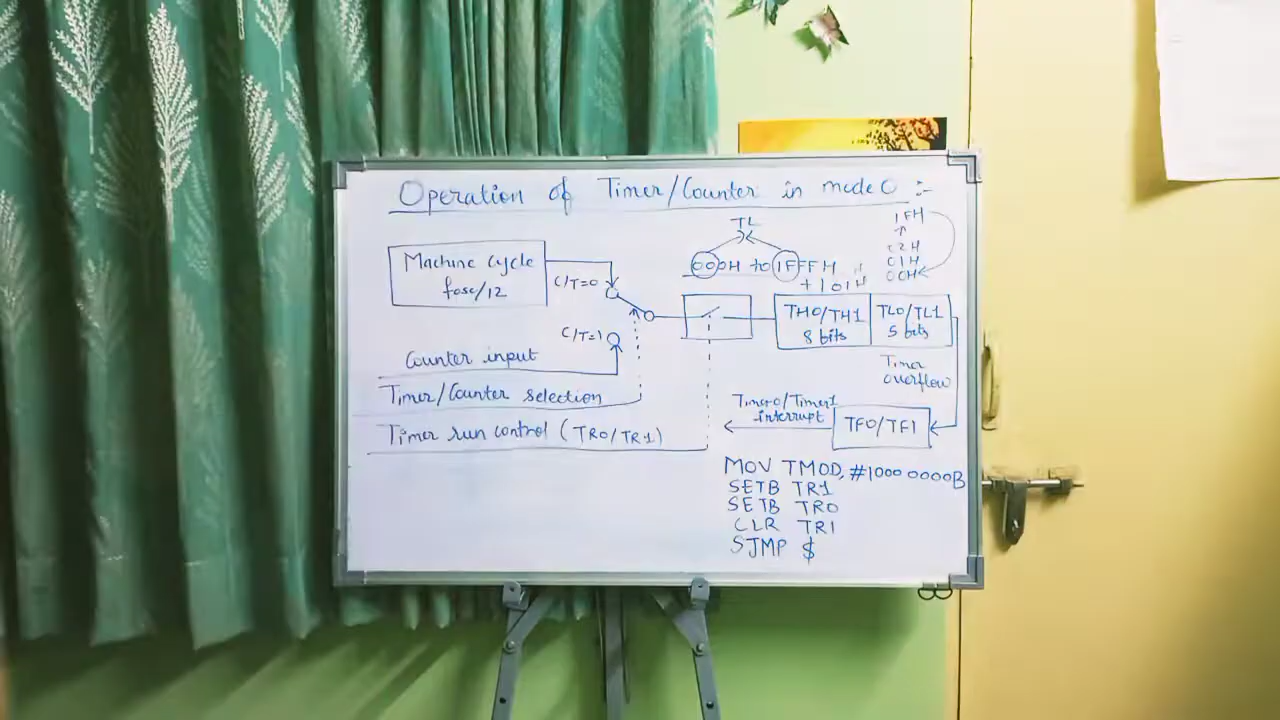 Operation of Timer/Counter in mode 0 :-
TL
000H to 1FFFH
+1 01H
1FH
↑
02H
01H
00H
Machine cycle
fosc/12
C/T=0
C/T=1
TH0/TH1
8 bits
TL0/TL1
5 bits
Counter input
Timer/Counter selection
Timer run control (TR0/TR1)
Timer
overflow
Timer0/Timer1
interrupt
TF0/TF1
MOV TMOD, #1000 0000B
SETB TR1
SETB TR0
CLR TR1
SJMP $